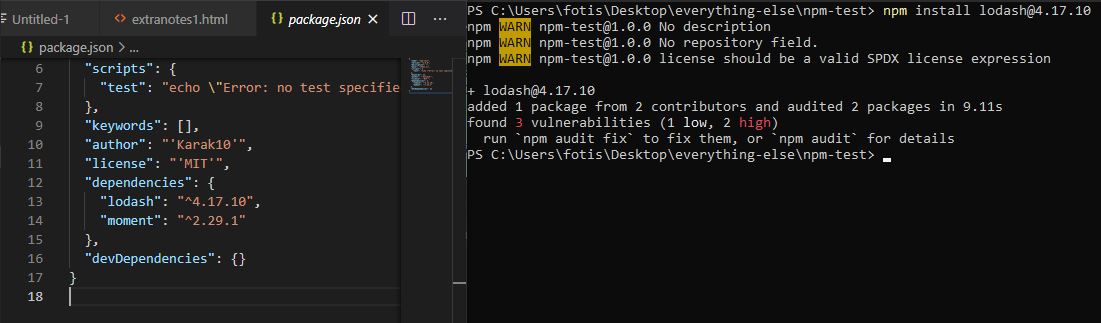 Untitled-1
extranotes1.html
package.json
package.json > ...
6 "scripts": {
7 "test": "echo \"Error: no test specifie
8 },
9 "keywords": [],
10 "author": "'Karak10'",
11 "license": "'MIT'",
12 "dependencies": {
13 "lodash": "^4.17.10",
14 "moment": "^2.29.1"
15 },
16 "devDependencies": {}
17 }
18
PS C:\Users\fotis\Desktop\everything-else\npm-test> npm install lodash@4.17.10
npm WARN npm-test@1.0.0 No description
npm WARN npm-test@1.0.0 No repository field.
npm WARN npm-test@1.0.0 license should be a valid SPDX license expression
+ lodash@4.17.10
added 1 package from 2 contributors and audited 2 packages in 9.11s
found 3 vulnerabilities (1 low, 2 high)
run `npm audit fix` to fix them, or `npm audit` for details
PS C:\Users\fotis\Desktop\everything-else\npm-test>